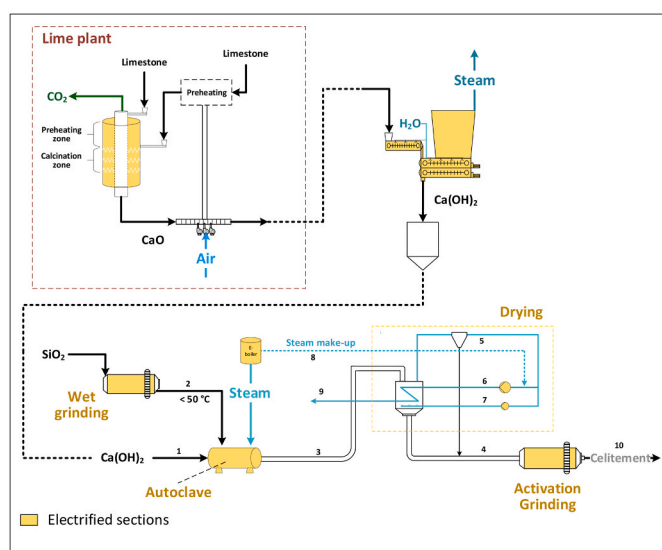 Lime plant
Limestone
Limestone
CO2
Preheating
Steam
H2O
Preheating
zone
Calcination
zone
Ca(OH)2
CaO
Air
Drying
Steam make-up
8
5
E-
boiler
SiO2
2
< 50 °C
Wet
grinding
Steam
9
6
7
1
Ca(OH)2
3
4
10
Celitement
Autoclave
Activation
Grinding
Electrified sections